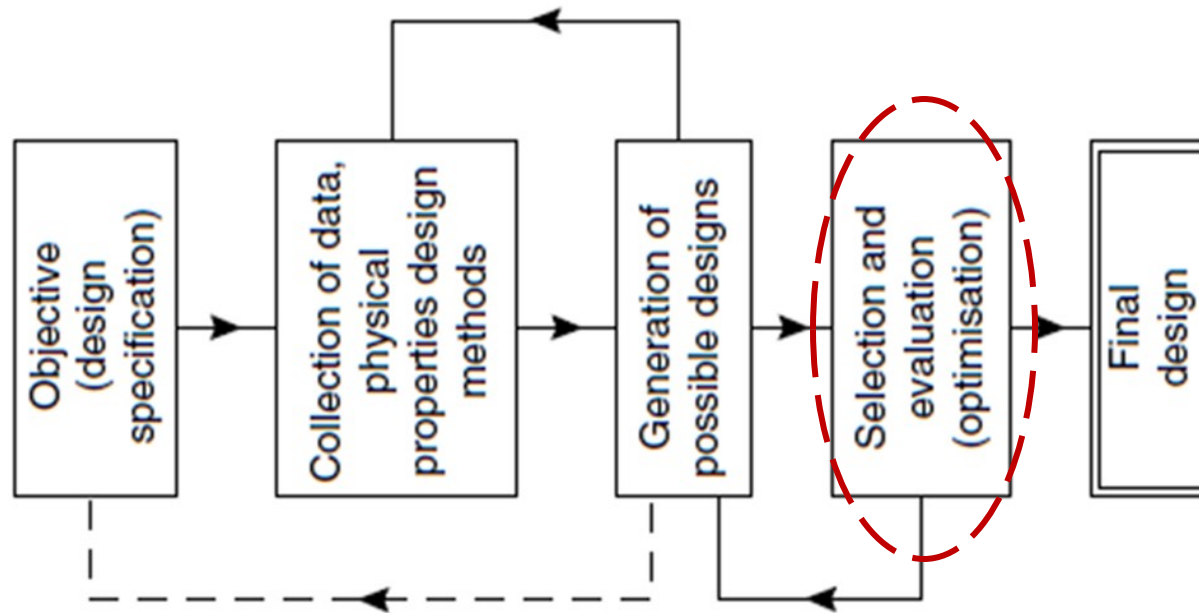 Objective
(design
specification)
Collection of data,
physical
properties design
methods
Generation of
possible designs
Selection and
evaluation
(optimisation)
Final
design